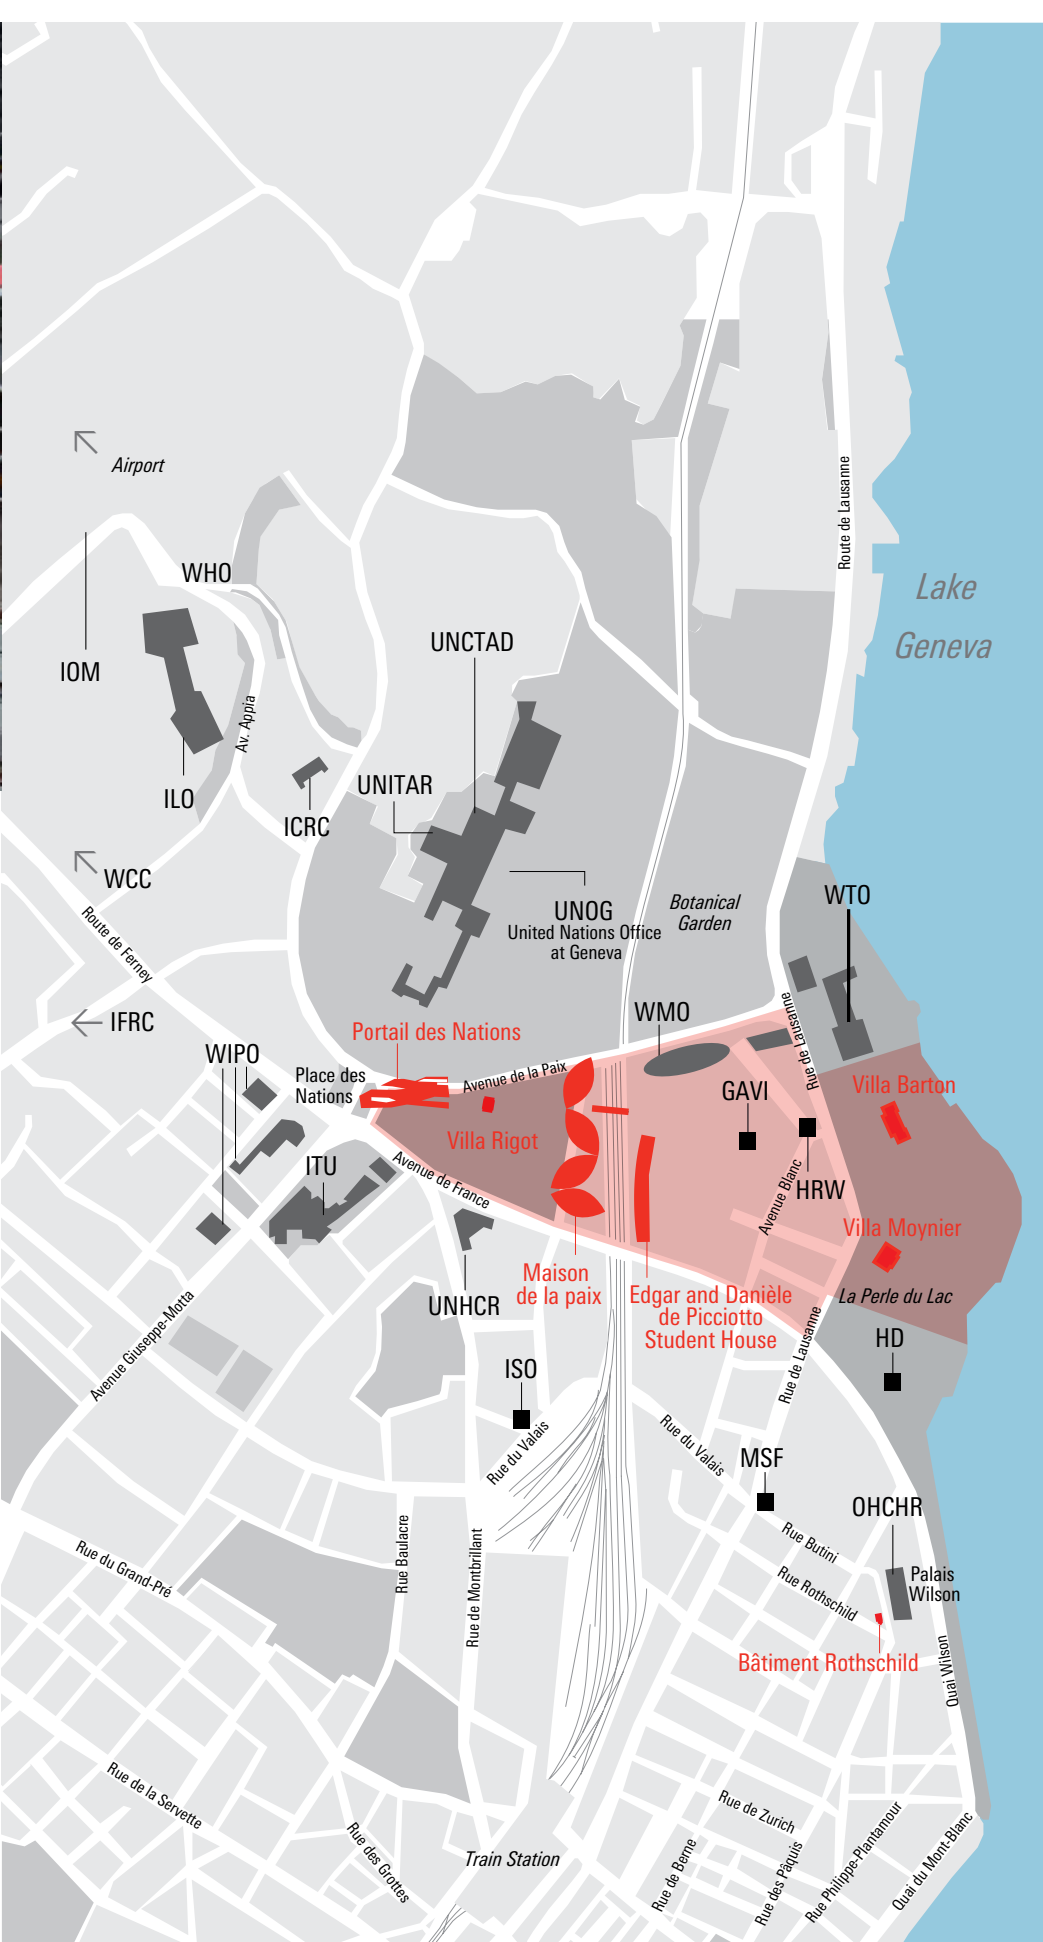 Airport
Route de Lausanne
Lake
Geneva
WHO
IOM
UNCTAD
Av. Appia
ILO
UNITAR
ICRC
WCC
WTO
Botanical
Garden
UNOG
United Nations Office
at Geneva
Route de Ferney
IFRC
WMO
Rue de Lausanne
Portail des Nations
WIPO
Place des
Nations
Avenue de la Paix
GAVI
Villa Barton
Villa Rigot
ITU
Avenue de France
Avenue Blanc
HRW
Villa Moynier
Maison
de la paix
Edgar and Danièle
de Picciotto
Student House
La Perle du Lac
UNHCR
Avenue Giuseppe-Motta
HD
Rue de Lausanne
ISO
Rue du Valais
Rue du Valais
MSF
OHCHR
Rue Butini
Palais
Wilson
Rue Rothschild
Rue du Grand-Pré
Rue Baulacre
Rue de Montbrillant
Bâtiment Rothschild
Quai Wilson
Rue de la Servette
Rue des Grottes
Train Station
Rue de Zurich
Rue de Berne
Rue des Pâquis
Rue Philippe-Plantamour
Quai du Mont-Blanc